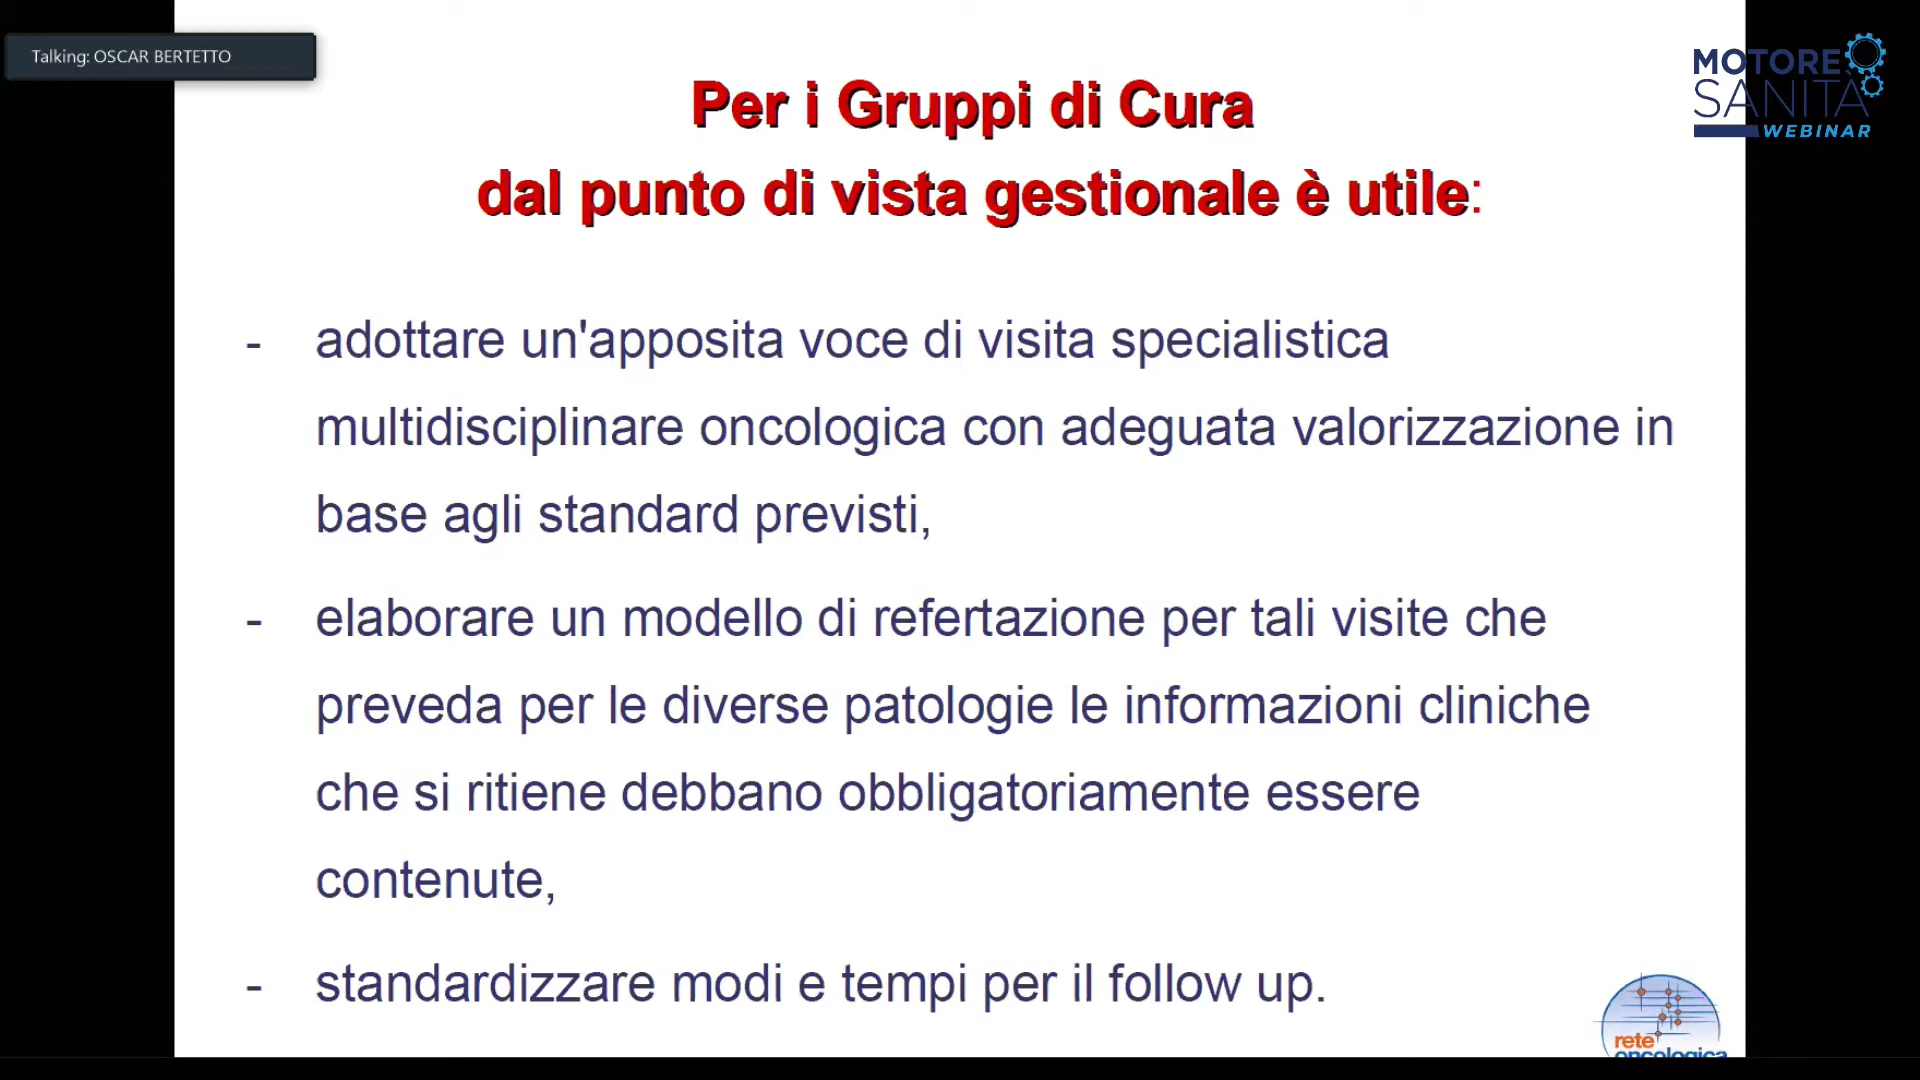 Talking: OSCAR BERTETTO
MOTORE
SANITÀ
WEBINAR
Per i Gruppi di Cura
dal punto di vista gestionale è utile:
- adottare un'apposita voce di visita specialistica
multidisciplinare oncologica con adeguata valorizzazione in
base agli standard previsti,
- elaborare un modello di refertazione per tali visite che
preveda per le diverse patologie le informazioni cliniche
che si ritiene debbano obbligatoriamente essere
contenute,
- standardizzare modi e tempi per il follow up.
rete
oncologica